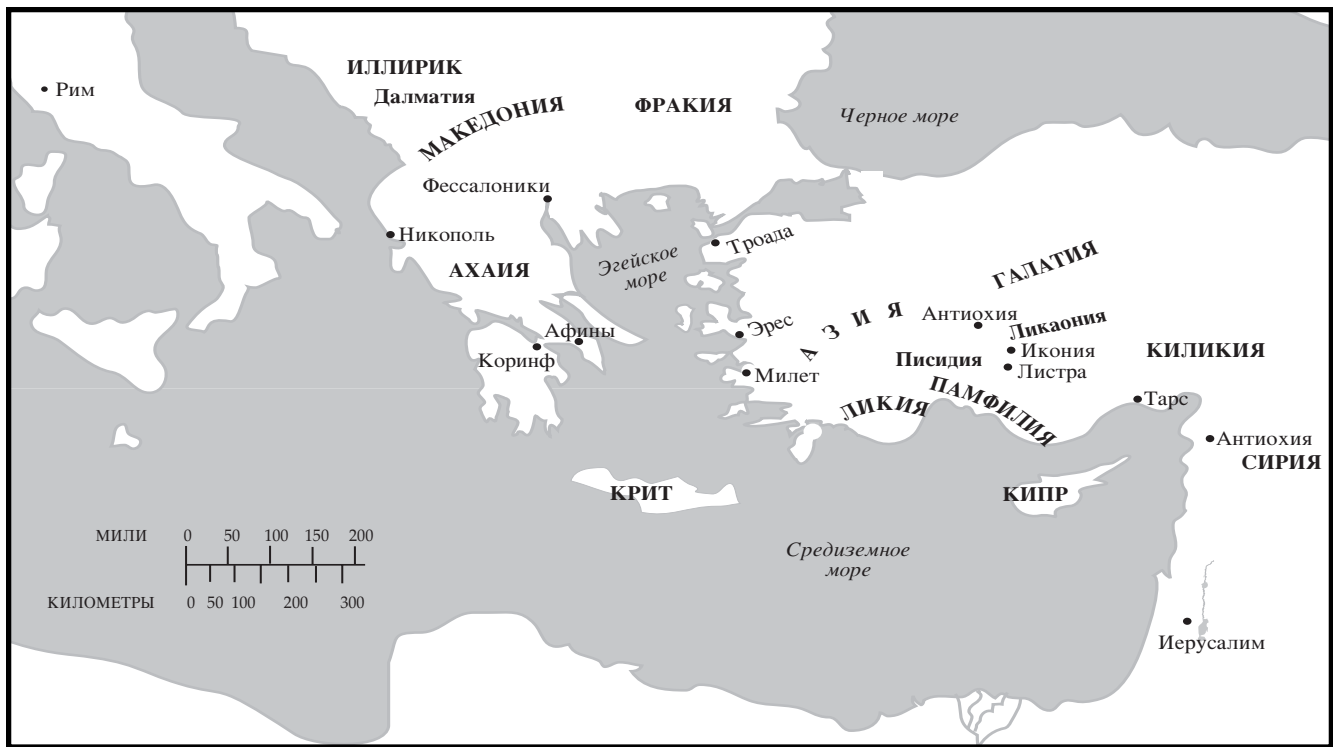 ИЛЛИРИК
Далматия
Рим
МАКЕДОНИЯ
ФРАКИЯ
Черное море
Фессалоники
Никополь
АХАИЯ
Эгейское
море
Троада
ГАЛАТИЯ
Афины
Коринф
Эрес
АЗИЯ
Антиохия
Ликаония
Икония
Листра
Писидия
КИЛИКИЯ
Милет
ЛИКИЯ
ПАМФИЛИЯ
Тарс
Антиохия
СИРИЯ
КРИТ
КИПР
МИЛИ 0 50 100 150 200
КИЛОМЕТРЫ 0 50 100 200 300
Средиземное
море
Иерусалим